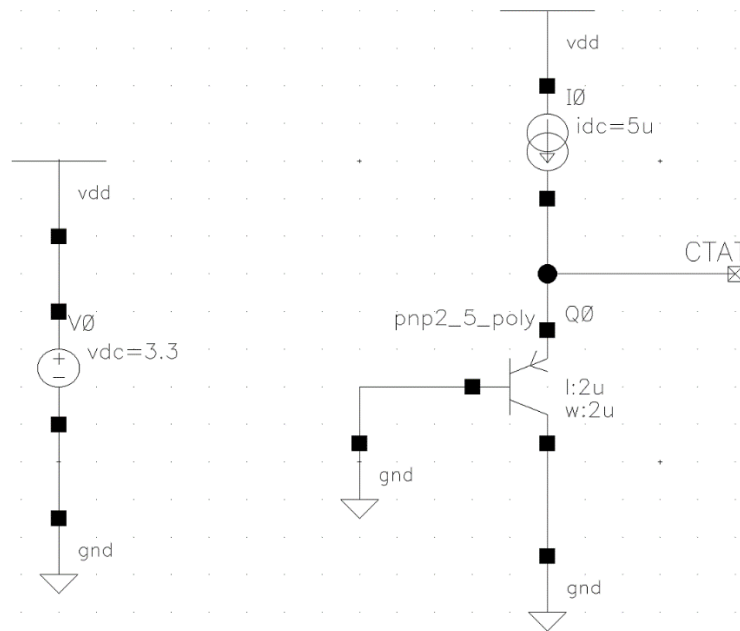 vdd
I0
idc=5u
vdd
CTAT
V0
vdc=3.3
pnp2_5_poly
Q0
l:2u
w:2u
gnd
gnd
gnd